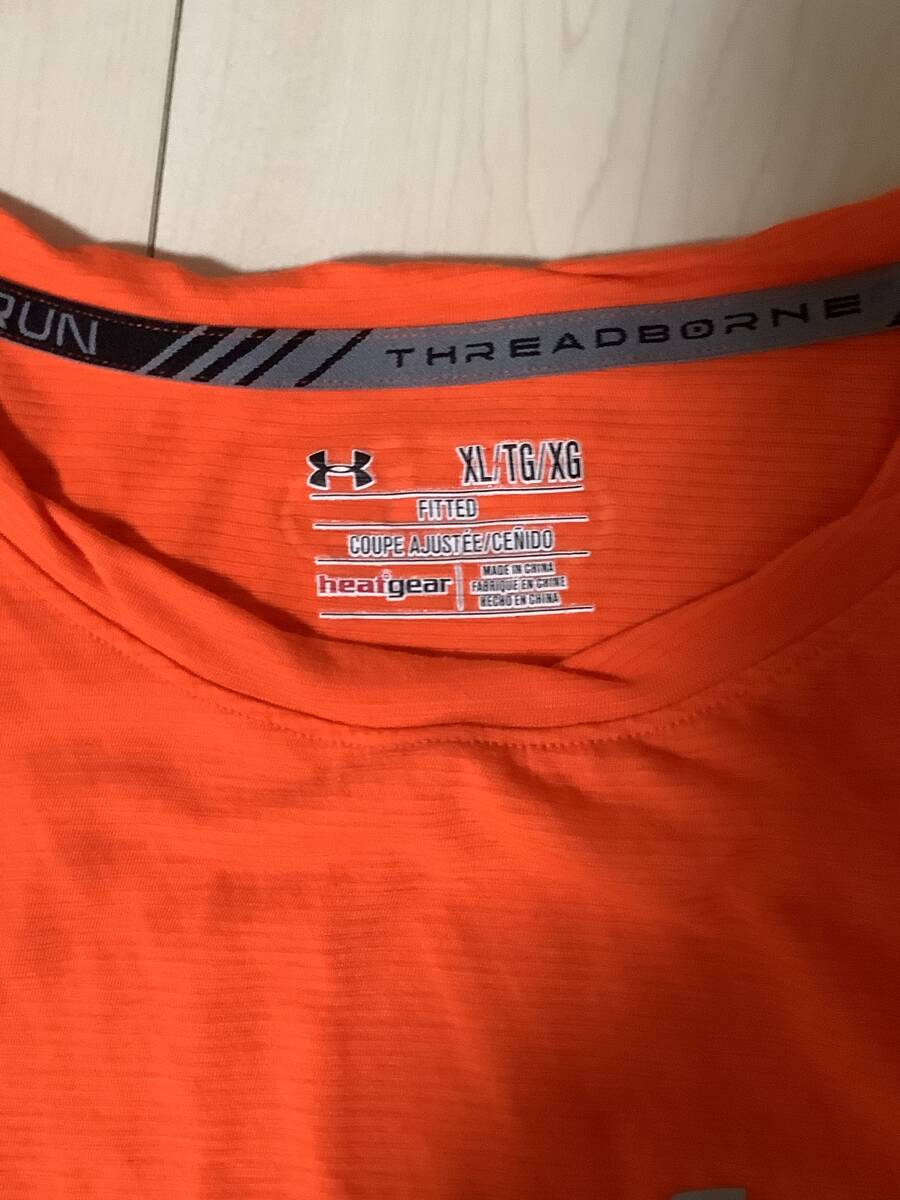 RUN
THREADBORNE
XL/TG/XG
FITTED
COUPE AJUSTÉE/CEÑIDO
heatgear
MADE IN CHINA
FABRIQUÉ EN CHINE
HECHO EN CHINA